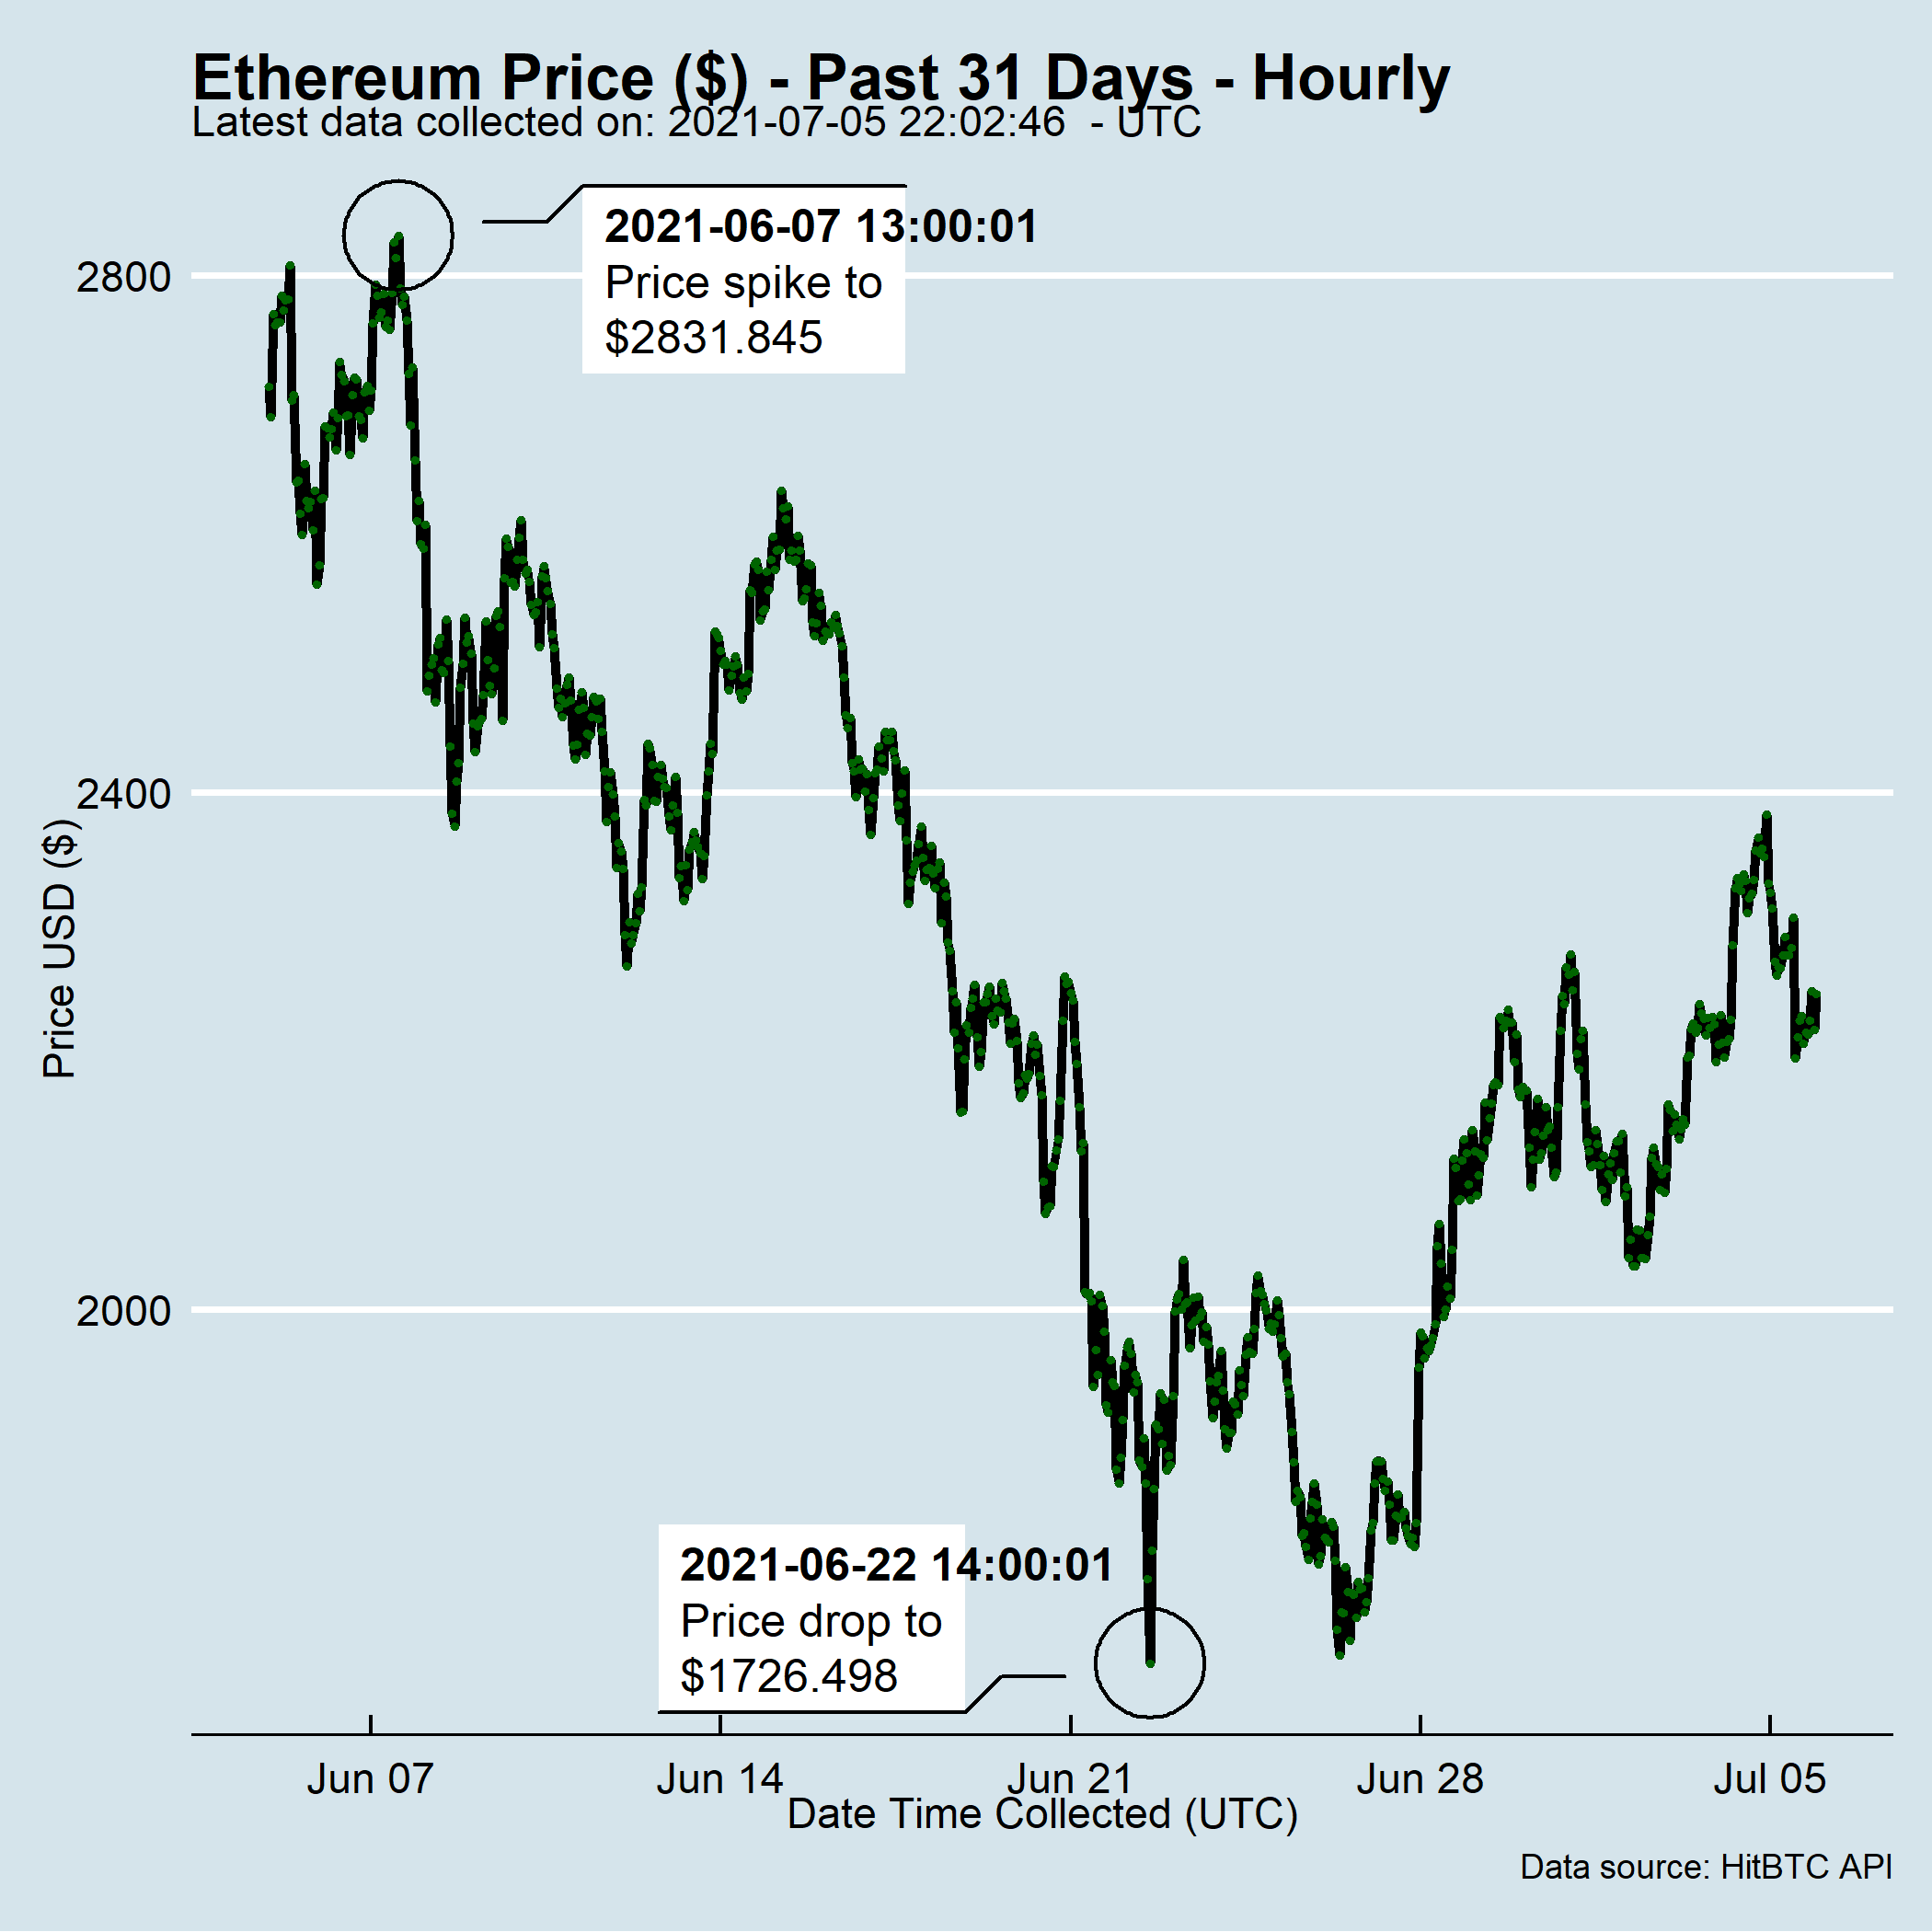 Ethereum Price ($) - Past 31 Days - Hourly
Latest data collected on: 2021-07-05 22:02:46  - UTC
2021-06-07 13:00:01
Price spike to
$2831.845
2800
2400
2000
Price USD ($)
2021-06-22 14:00:01
Price drop to
$1726.498
Jun 07
Jun 14
Jun 21
Jun 28
Jul 05
Date Time Collected (UTC)
Data source: HitBTC API